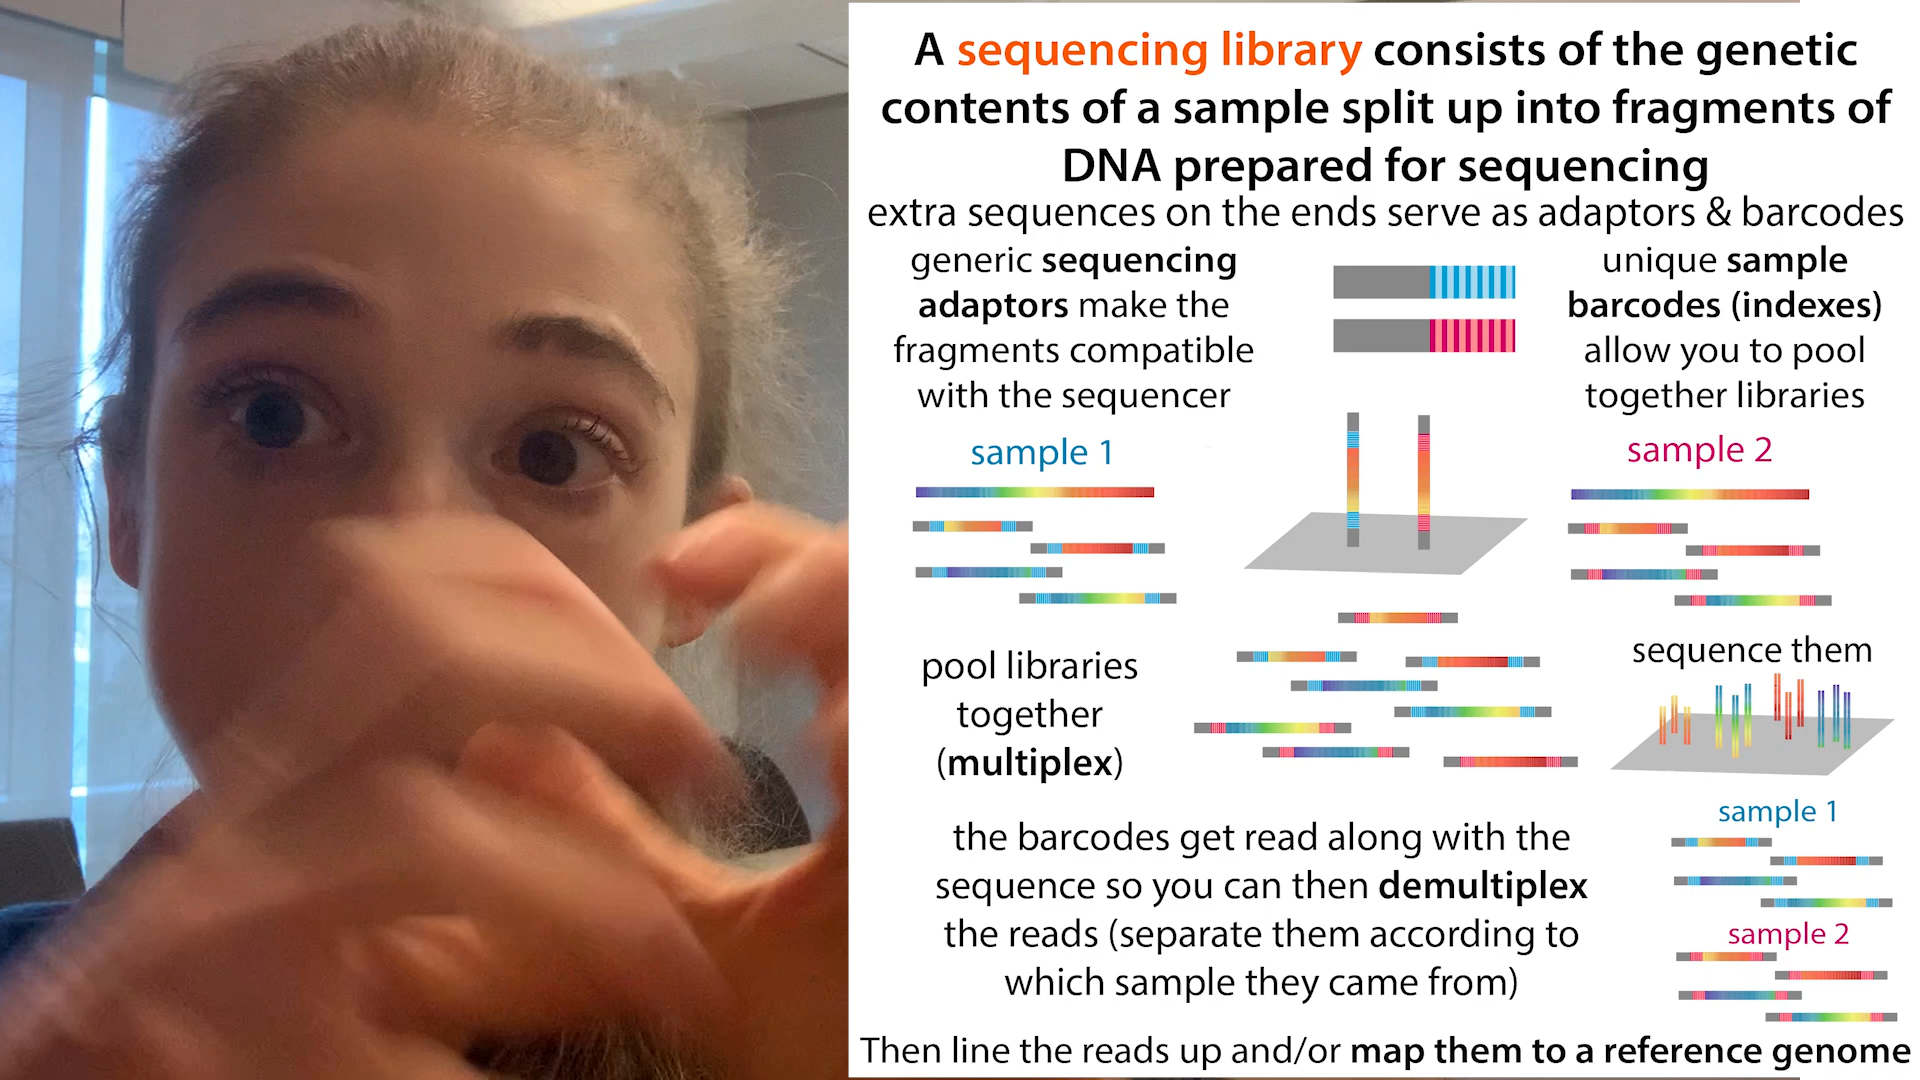 A sequencing library consists of the genetic
contents of a sample split up into fragments of
DNA prepared for sequencing
extra sequences on the ends serve as adaptors & barcodes
generic sequencing
adaptors make the
fragments compatible
with the sequencer
unique sample
barcodes (indexes)
allow you to pool
together libraries
sample 1
sample 2
pool libraries
together
(multiplex)
sequence them
the barcodes get read along with the
sequence so you can then demultiplex
the reads (separate them according to
which sample they came from)
sample 1
sample 2
Then line the reads up and/or map them to a reference genome